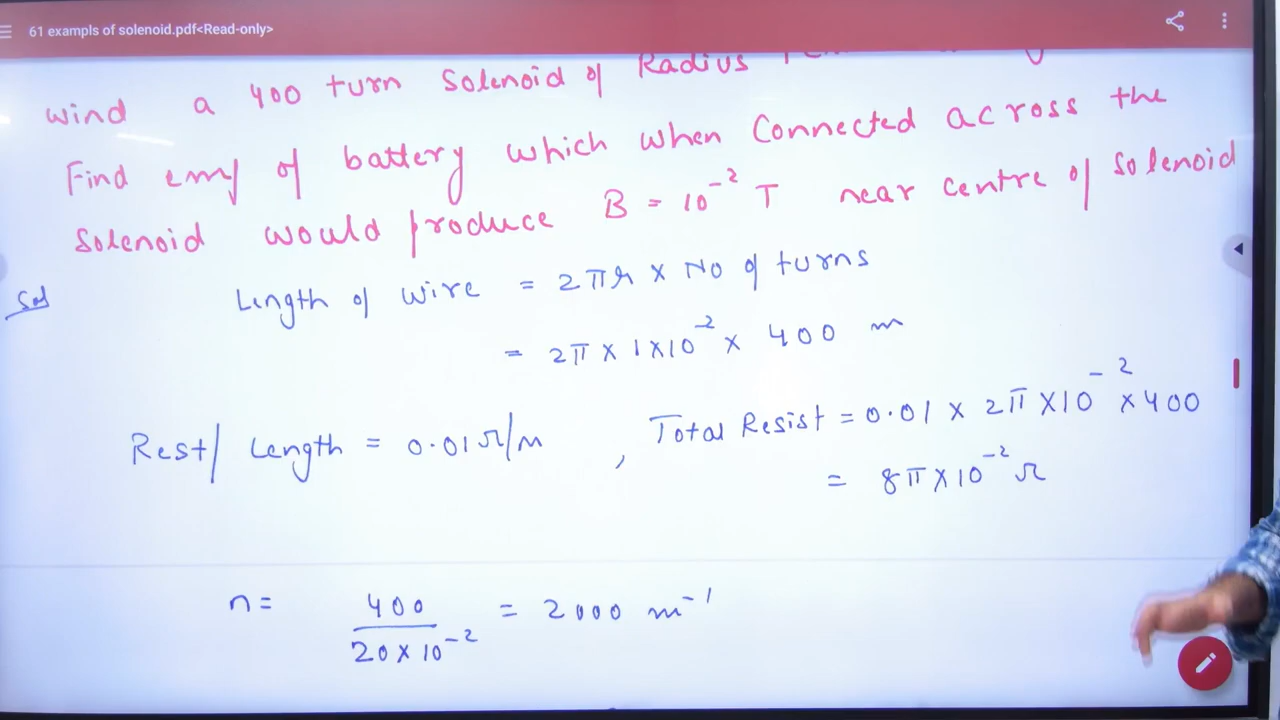 61 exampls of solenoid.pdf<Read-only>
wind a 400 turn Solenoid of Radius
Find emf of battery which when Connected across the
Solenoid would produce B = 10⁻² T near centre of Solenoid
Sol
Length of wire = 2πr × No of turns
= 2π × 1×10⁻² × 400 m
Rest/Length = 0.01 Ω/m , Total Resist = 0.01 × 2π × 10⁻² × 400
= 8π × 10⁻² Ω
n = 400 / 20 × 10⁻² = 2000 m⁻¹